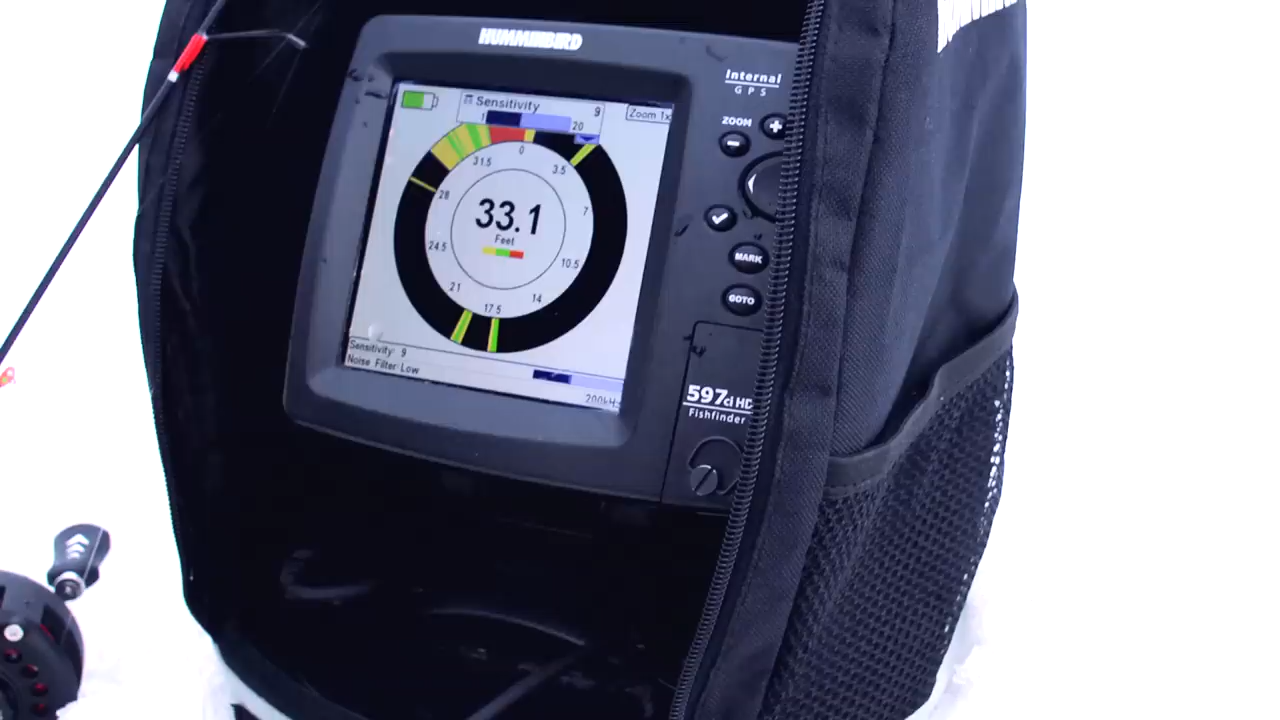 HUMMINBIRD
Internal
GPS
Sensitivity 9
1 20
Zoom 1x
ZOOM
0
3.5
7
10.5
14
17.5
21
24.5
28
31.5
33.1
Feet
MARK
GOTO
Sensitivity: 9
Noise Filter: Low
200kHz
597ci HD
Fishfinder